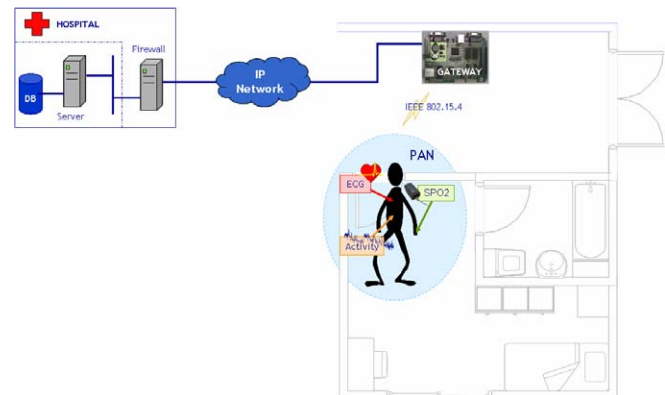 HOSPITAL
Firewall
DB
Server
IP
Network
GATEWAY
IEEE 802.15.4
PAN
ECG
SPO2
Activity